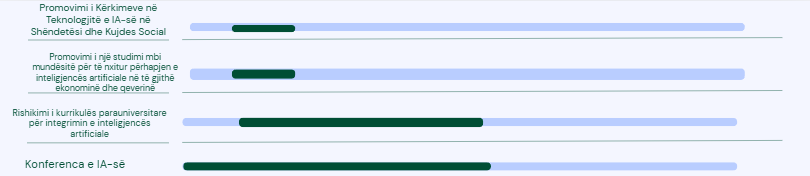 Promovimi i Kërkimeve në
Teknologjitë e IA-së në
Shëndetësi dhe Kujdes Social
Promovimi i një studimi mbi
mundësitë për të nxitur përhapjen e
inteligjencës artificiale në të gjithë
ekonominë dhe qeverinë
Rishikimi i kurrikulës parauniversitare
për integrimin e inteligjencës
artificiale
Konferenca e IA-së